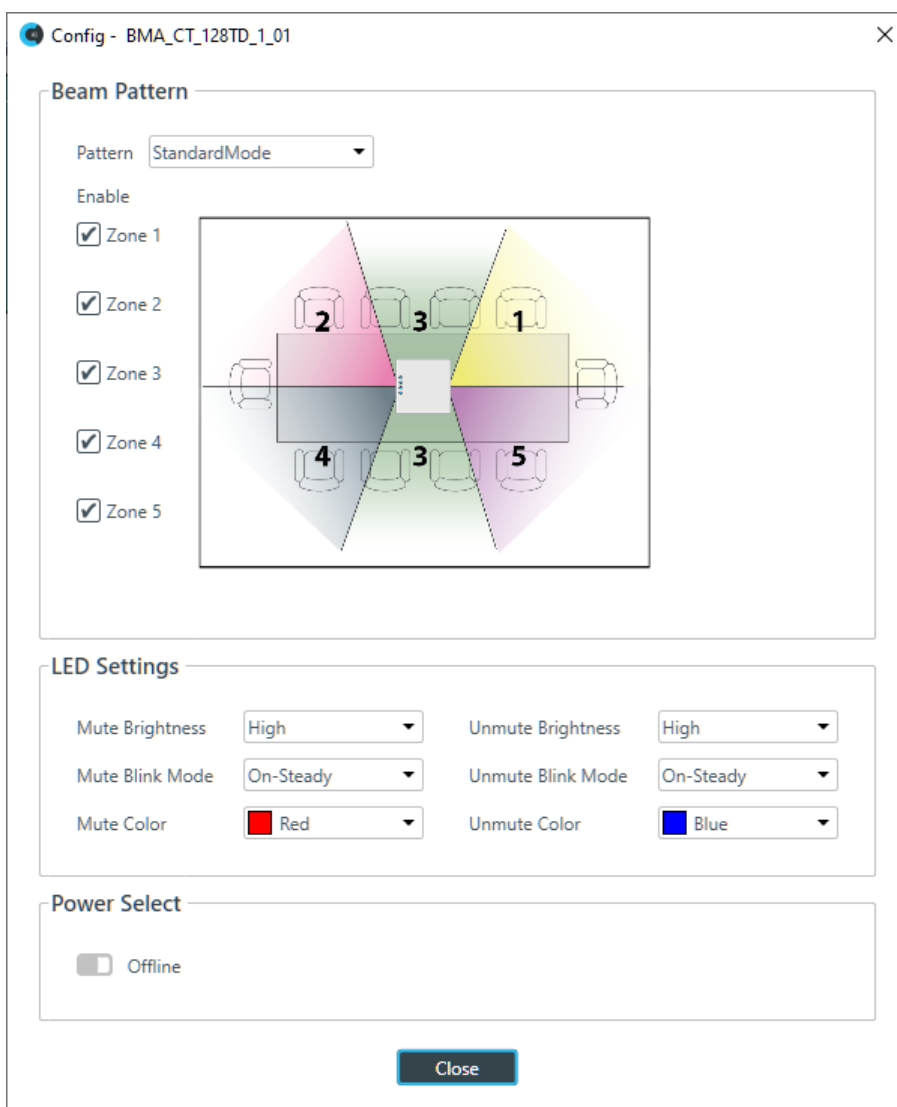 Config - BMA_CT_128TD_1_01
Beam Pattern
Pattern StandardMode
Enable
Zone 1
Zone 2
Zone 3
Zone 4
Zone 5
2 3 1
4 3 5
LED Settings
Mute Brightness High Unmute Brightness High
Mute Blink Mode On-Steady Unmute Blink Mode On-Steady
Mute Color Red Unmute Color Blue
Power Select
Offline
Close